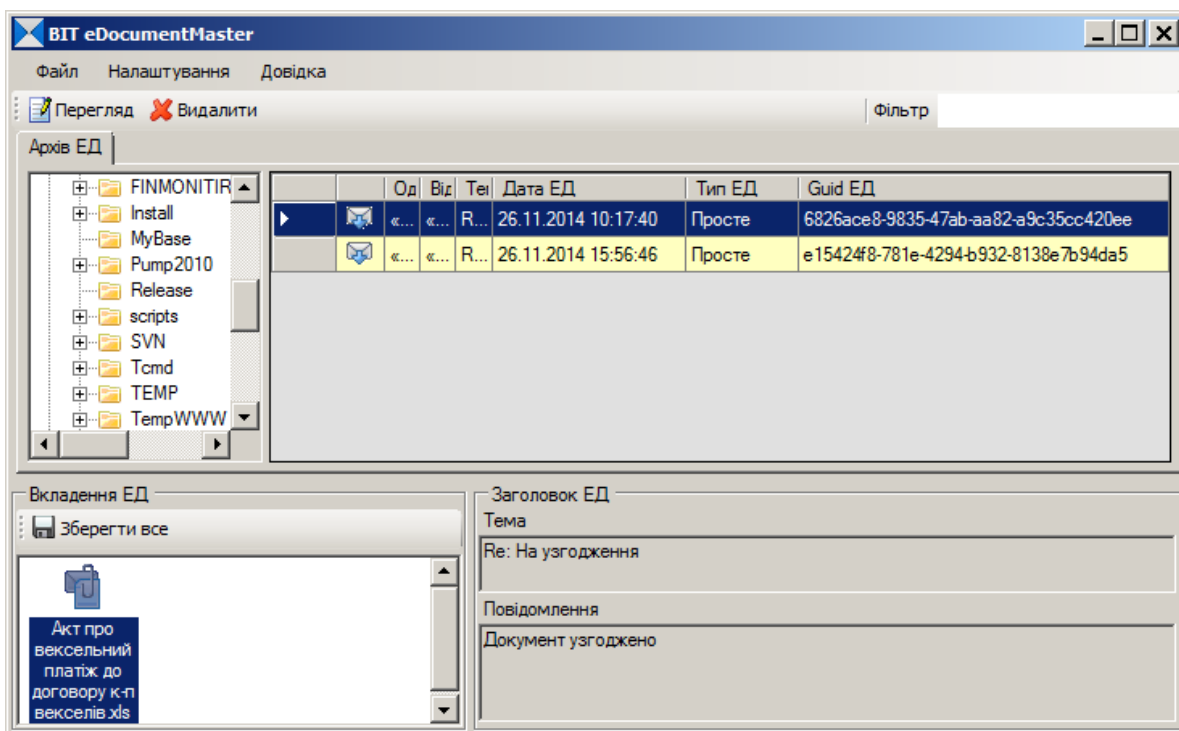 BIT eDocumentMaster
Файл Налаштування Довідка
Перегляд Видалити Фільтр
Архів ЕД
FINMONITIR
Install
MyBase
Pump2010
Release
scripts
SVN
Tcmd
TEMP
TempWWW
Од Від Тем Дата ЕД Тип ЕД Guid ЕД
«... «... R... 26.11.2014 10:17:40 Просте 6826ace8-9835-47ab-aa82-a9c35cc420ee
«... «... R... 26.11.2014 15:56:46 Просте e15424f8-781e-4294-b932-8138e7b94da5
Вкладення ЕД
Зберегти все
Акт про
вексельний
платіж до
договору к-п
векселів.xls
Заголовок ЕД
Тема
Re: На узгодження
Повідомлення
Документ узгоджено